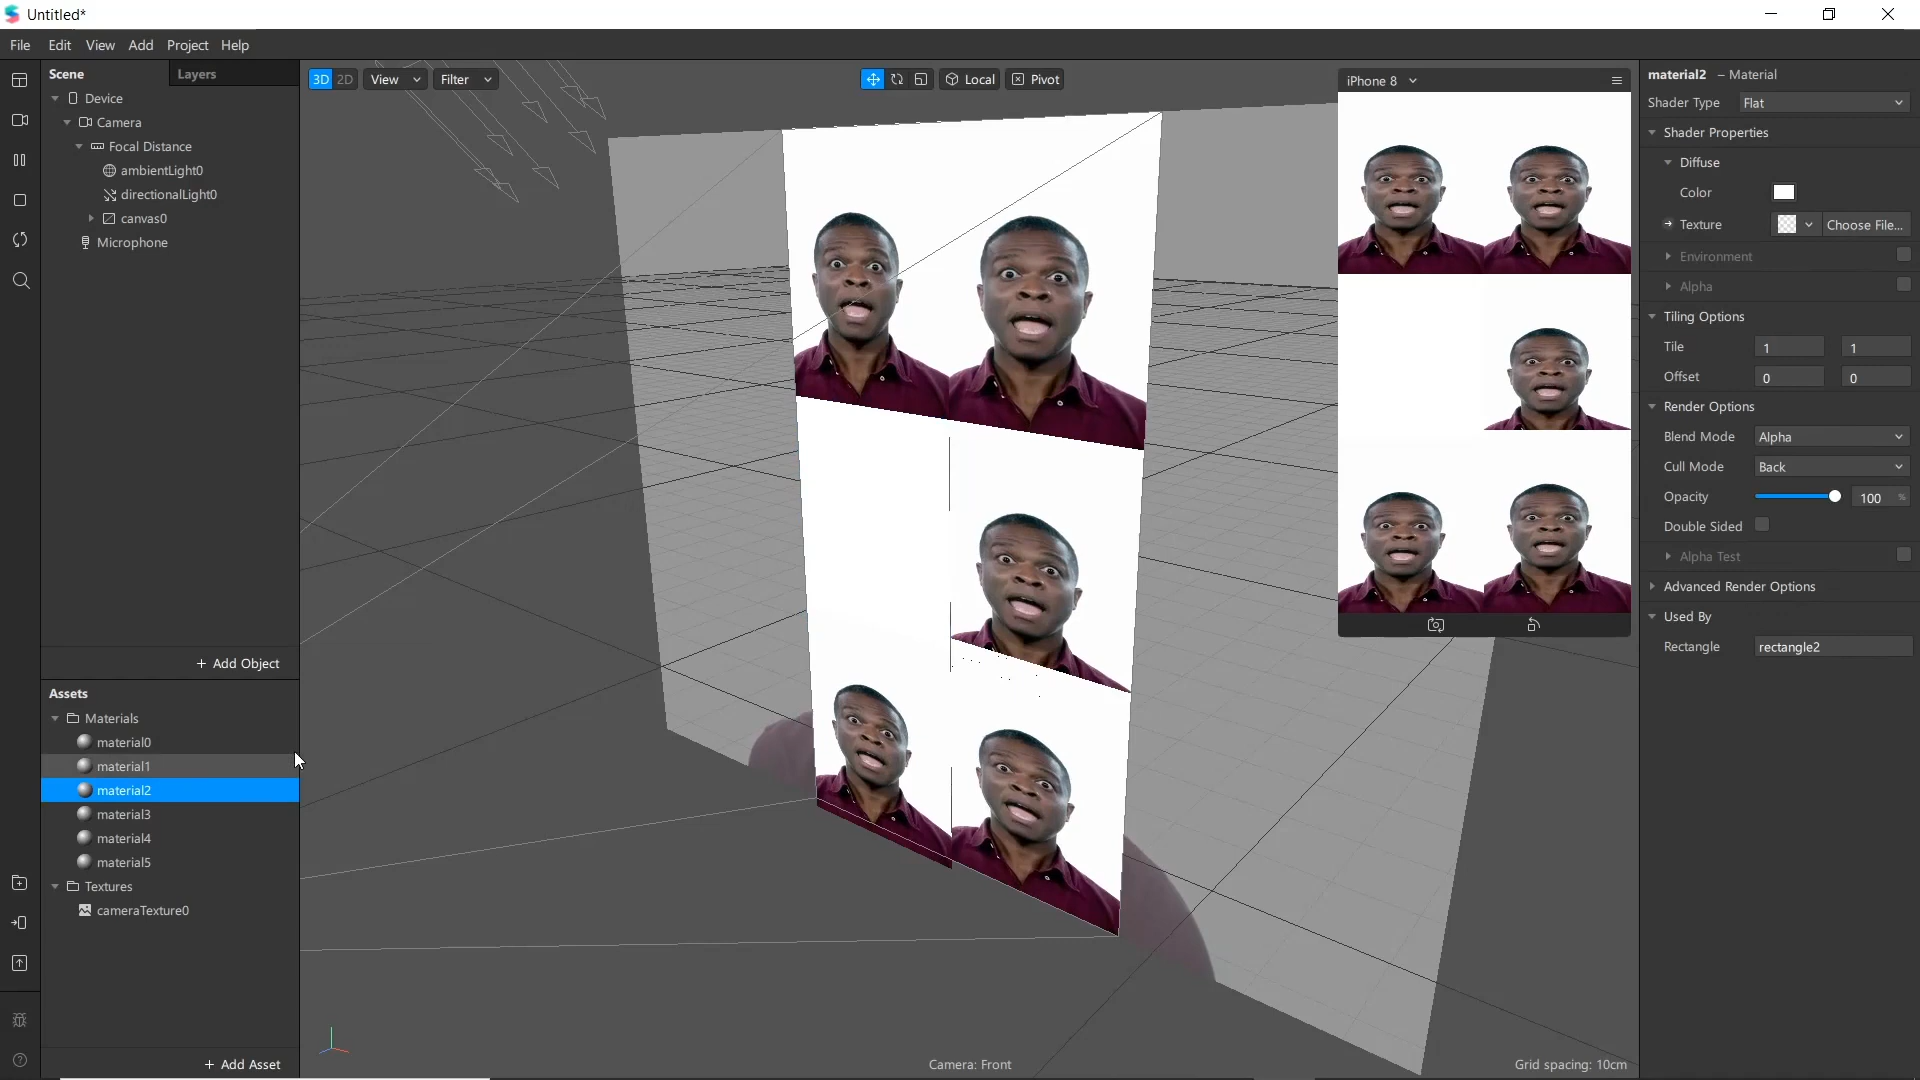 Untitled*
File Edit View Add Project Help
Scene Layers
Device
Camera
Focal Distance
ambientLight0
directionalLight0
canvas0
Microphone
+ Add Object
Assets
Materials
material0
material1
material2
material3
material4
material5
Textures
cameraTexture0
+ Add Asset
3D 2D View Filter
Local Pivot
iPhone 8
Camera: Front
Grid spacing: 10cm
material2 – Material
Shader Type Flat
Shader Properties
Diffuse
Color
Texture Choose File...
Environment
Alpha
Tiling Options
Tile 1 1
Offset 0 0
Render Options
Blend Mode Alpha
Cull Mode Back
Opacity 100 %
Double Sided
Alpha Test
Advanced Render Options
Used By
Rectangle rectangle2